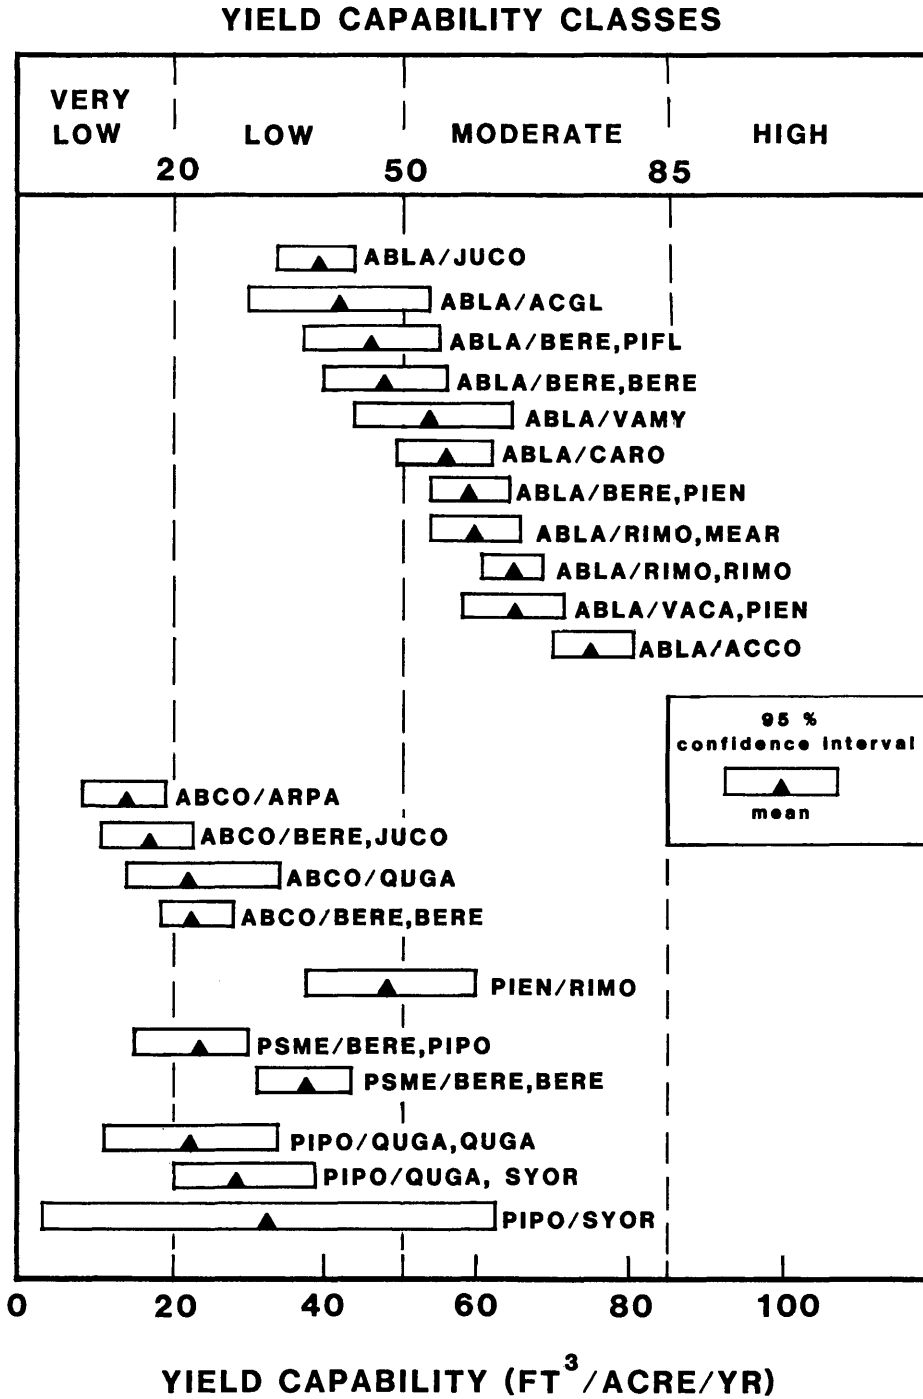 YIELD CAPABILITY CLASSES
VERY
LOW
LOW
MODERATE
HIGH
20
50
85
ABLA/JUCO
ABLA/ACGL
ABLA/BERE,PIFL
ABLA/BERE,BERE
ABLA/VAMY
ABLA/CARO
ABLA/BERE,PIEN
ABLA/RIMO,MEAR
ABLA/RIMO,RIMO
ABLA/VACA,PIEN
ABLA/ACCO
95 %
confidence interval
mean
ABCO/ARPA
ABCO/BERE,JUCO
ABCO/QUGA
ABCO/BERE,BERE
PIEN/RIMO
PSME/BERE,PIPO
PSME/BERE,BERE
PIPO/QUGA,QUGA
PIPO/QUGA, SYOR
PIPO/SYOR
0 20 40 60 80 100
YIELD CAPABILITY (FT³/ACRE/YR)